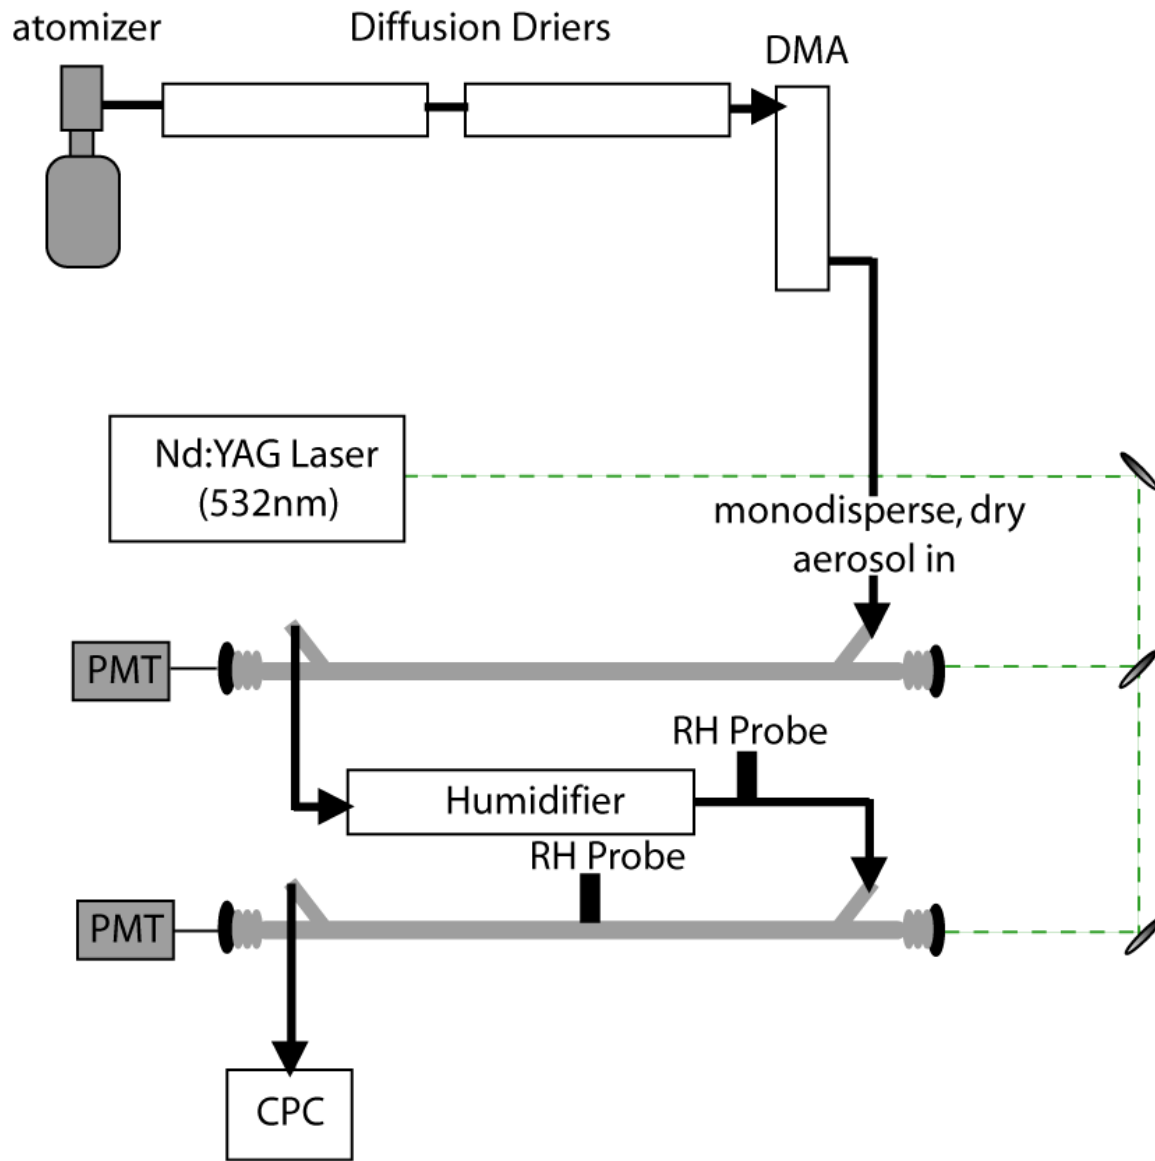 atomizer
Diffusion Driers
DMA
Nd:YAG Laser
(532nm)
monodisperse, dry
aerosol in
PMT
RH Probe
Humidifier
RH Probe
PMT
CPC